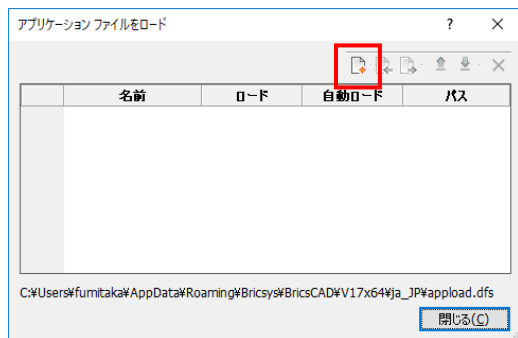 アプリケーション ファイルをロード
名前 ロード 自動ロード パス
C:¥Users¥fumitaka¥AppData¥Roaming¥Bricsys¥BricsCAD¥V17x64¥ja_JP¥appload.dfs
閉じる(C)